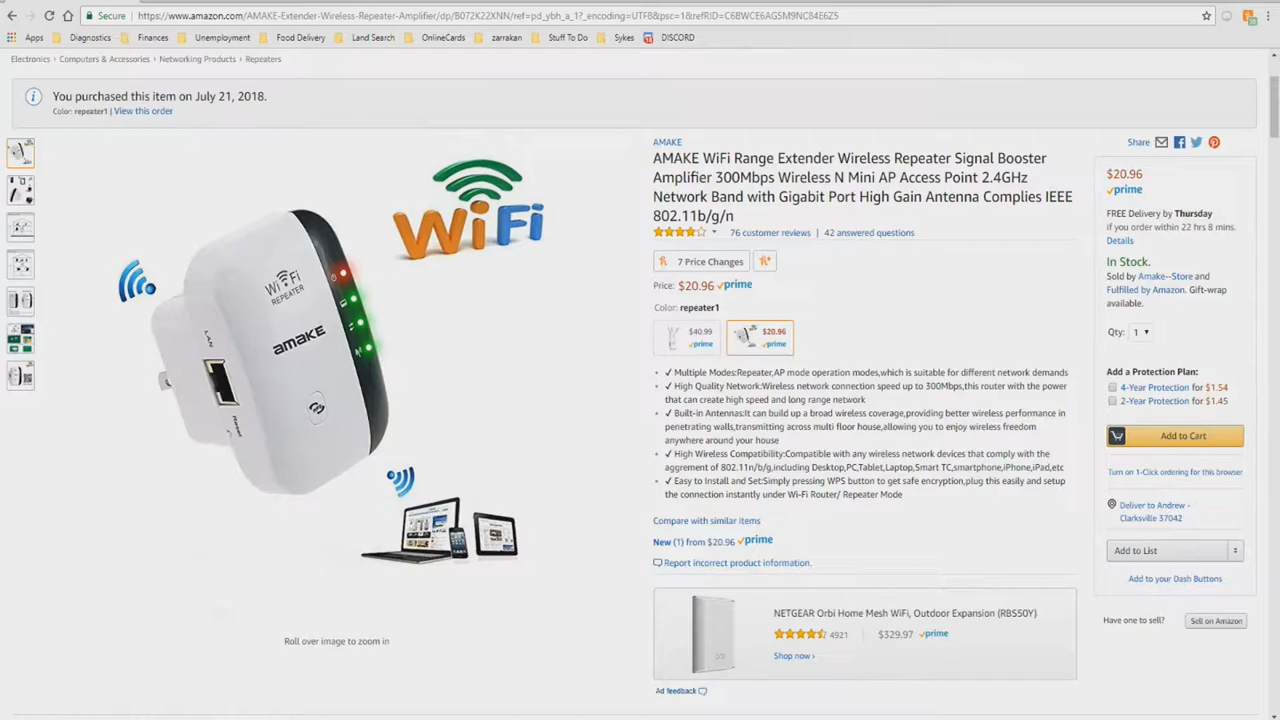 Secure
https://www.amazon.com/AMAKE-Extender-Wireless-Repeater-Amplifier/dp/B072K22XNN/ref=pd_ybh_a_1?_encoding=UTF8&psc=1&refRID=C6BWCE6AGSM9NC84E6Z5
Apps Diagnostics Finances Unemployment Food Delivery Land Search OnlineCards zarrakan Stuff To Do Sykes DISCORD
Electronics › Computers & Accessories › Networking Products › Repeaters
You purchased this item on July 21, 2018.
Color: repeater1 | View this order
AMAKE
Share
AMAKE WiFi Range Extender Wireless Repeater Signal Booster
Amplifier 300Mbps Wireless N Mini AP Access Point 2.4GHz
Network Band with Gigabit Port High Gain Antenna Complies IEEE
802.11b/g/n
76 customer reviews | 42 answered questions
7 Price Changes
Price: $20.96 prime
Color: repeater1
$40.99 prime
$20.96 prime
✓ Multiple Modes:Repeater,AP mode operation modes,which is suitable for different network demands
✓ High Quality Network:Wireless network connection speed up to 300Mbps,this router with the power
that can create high speed and long range network
✓ Built-in Antennas:It can build up a broad wireless coverage,providing better wireless performance in
penetrating walls,transmitting across multi floor house,allowing you to enjoy wireless freedom
anywhere around your house
✓ High Wireless Compatibility:Compatible with any wireless network devices that comply with the
aggrement of 802.11n/b/g,including Desktop,PC,Tablet,Laptop,Smart TC,smartphone,iPhone,iPad,etc
✓ Easy to Install and Set:Simply pressing WPS button to get safe encryption,plug this easily and setup
the connection instantly under Wi-Fi Router/ Repeater Mode
Compare with similar items
New (1) from $20.96 prime
Report incorrect product information.
NETGEAR Orbi Home Mesh WiFi, Outdoor Expansion (RBS50Y)
4921 $329.97 prime
Shop now ›
Ad feedback
WiFi
WiFi
REPEATER
AMAKE
LAN
Roll over image to zoom in
$20.96
prime
FREE Delivery by Thursday
if you order within 22 hrs 8 mins.
Details
In Stock.
Sold by Amake--Store and
Fulfilled by Amazon. Gift-wrap
available.
Qty: 1
Add a Protection Plan:
4-Year Protection for $1.54
2-Year Protection for $1.45
Add to Cart
Turn on 1-Click ordering for this browser
Deliver to Andrew -
Clarksville 37042
Add to List
Add to your Dash Buttons
Have one to sell? Sell on Amazon